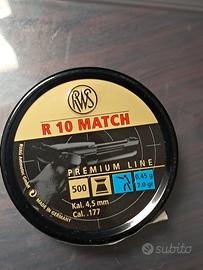 RWS
R 10 MATCH
PREMIUM LINE
500
0,45 g
7.0 gr
Kal. 4,5 mm
Cal. .177
MADE IN GERMANY
subito